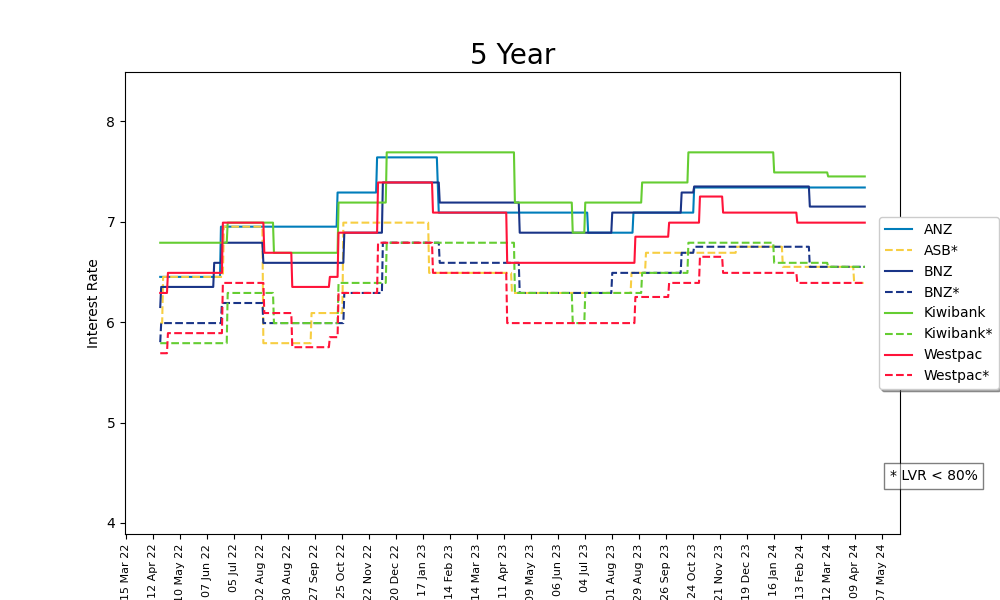 5 Year
Interest Rate
8
7
6
5
4
15 Mar 22
12 Apr 22
10 May 22
07 Jun 22
05 Jul 22
02 Aug 22
30 Aug 22
27 Sep 22
25 Oct 22
22 Nov 22
20 Dec 22
17 Jan 23
14 Feb 23
14 Mar 23
11 Apr 23
09 May 23
06 Jun 23
04 Jul 23
01 Aug 23
29 Aug 23
26 Sep 23
24 Oct 23
21 Nov 23
19 Dec 23
16 Jan 24
13 Feb 24
12 Mar 24
09 Apr 24
07 May 24
ANZ
ASB*
BNZ
BNZ*
Kiwibank
Kiwibank*
Westpac
Westpac*
* LVR < 80%